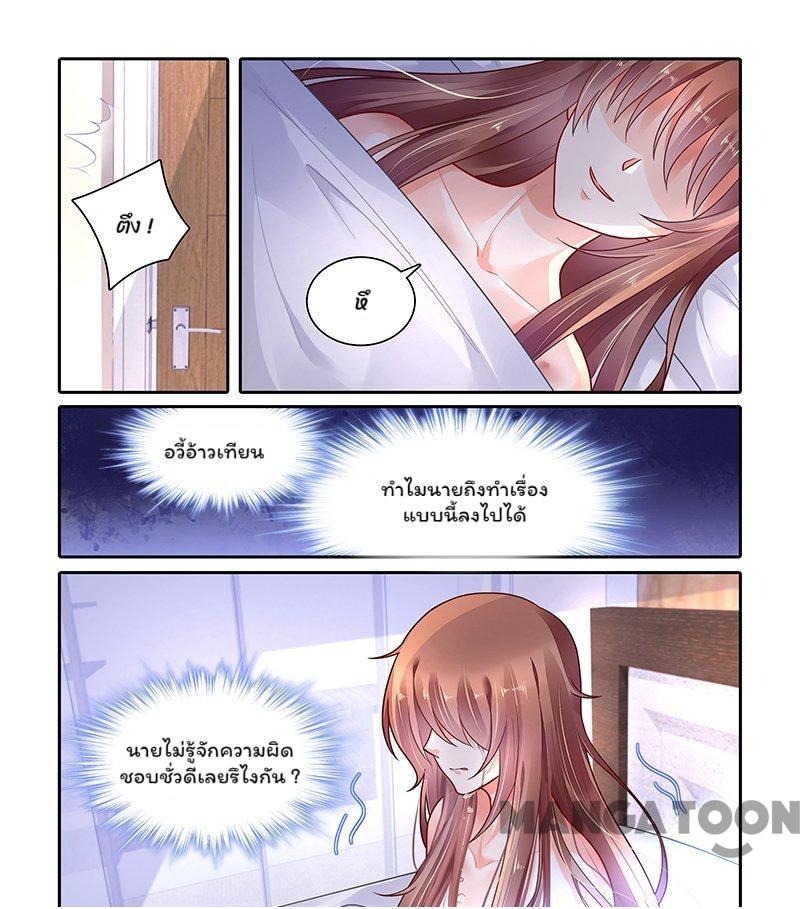 ตึง !
หึ
อวี้อ้าวเทียน
ทำไมนายถึงทำเรื่อง
แบบนี้ลงไปได้
นายไม่รู้จักความผิด
ชอบชั่วดีเลยริไงกัน ?
MANGATOON